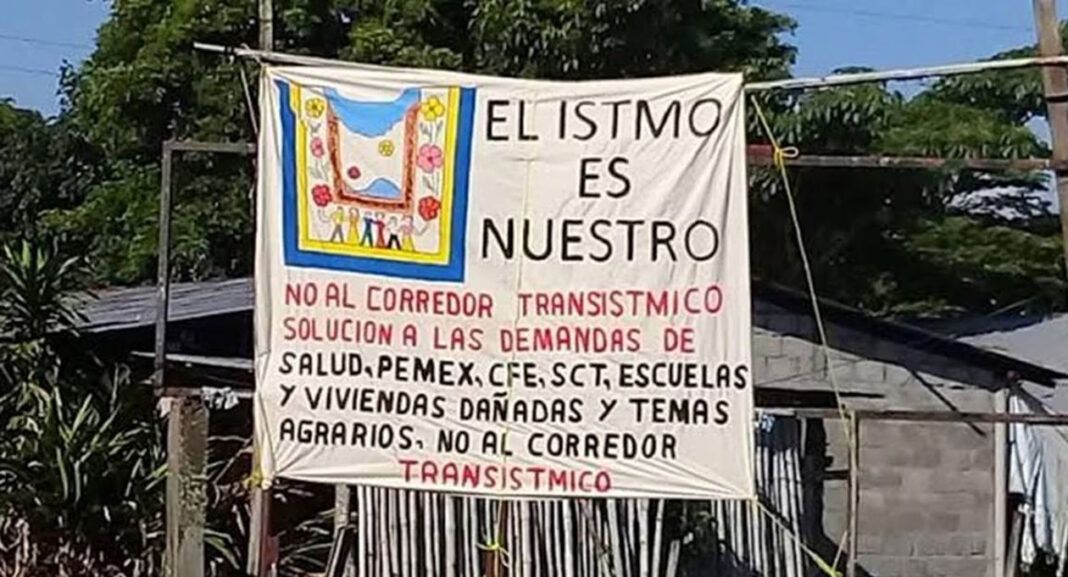 EL ISTMO
ES
NUESTRO
NO AL CORREDOR TRANSISTMICO
SOLUCION A LAS DEMANDAS DE
SALUD, PEMEX, CFE, SCT, ESCUELAS
Y VIVIENDAS DAÑADAS Y TEMAS
AGRARIOS, NO AL CORREDOR
TRANSISTMICO